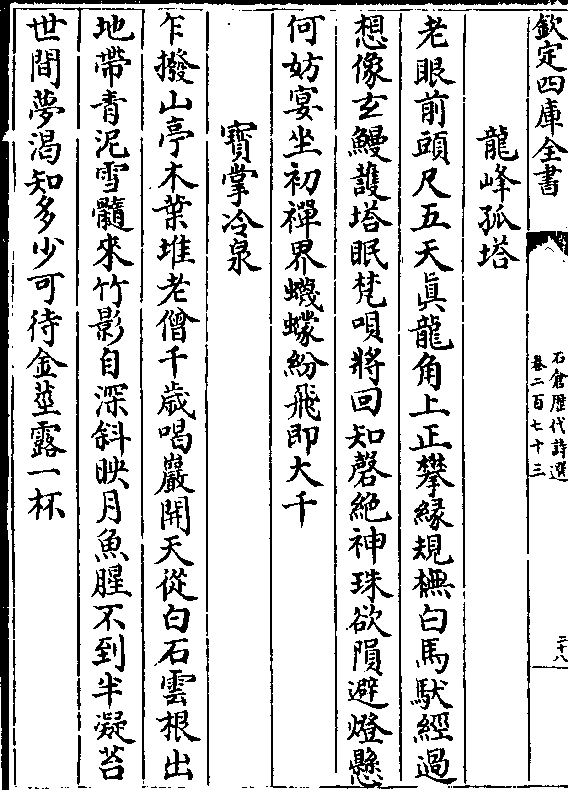 欽定四庫全書
石倉歷代詩選
卷二百七十三
二十八
龍峰孤塔
老眼前頭尺五天真龍角上正攀縁規橅白馬馱經過
想像玄鰻護塔眠梵唄將回知磬絶神珠欲隕避燈懸
何妨宴坐初禪界蠛蠓紛飛即大千
寶掌冷泉
乍撥山亭木葉堆老僧千歲喝巖開天從白石雲根出
地帶青泥雪髓來竹影自深斜映月魚腥不到半凝苔
世間夢渴知多少可待金莖露一杯